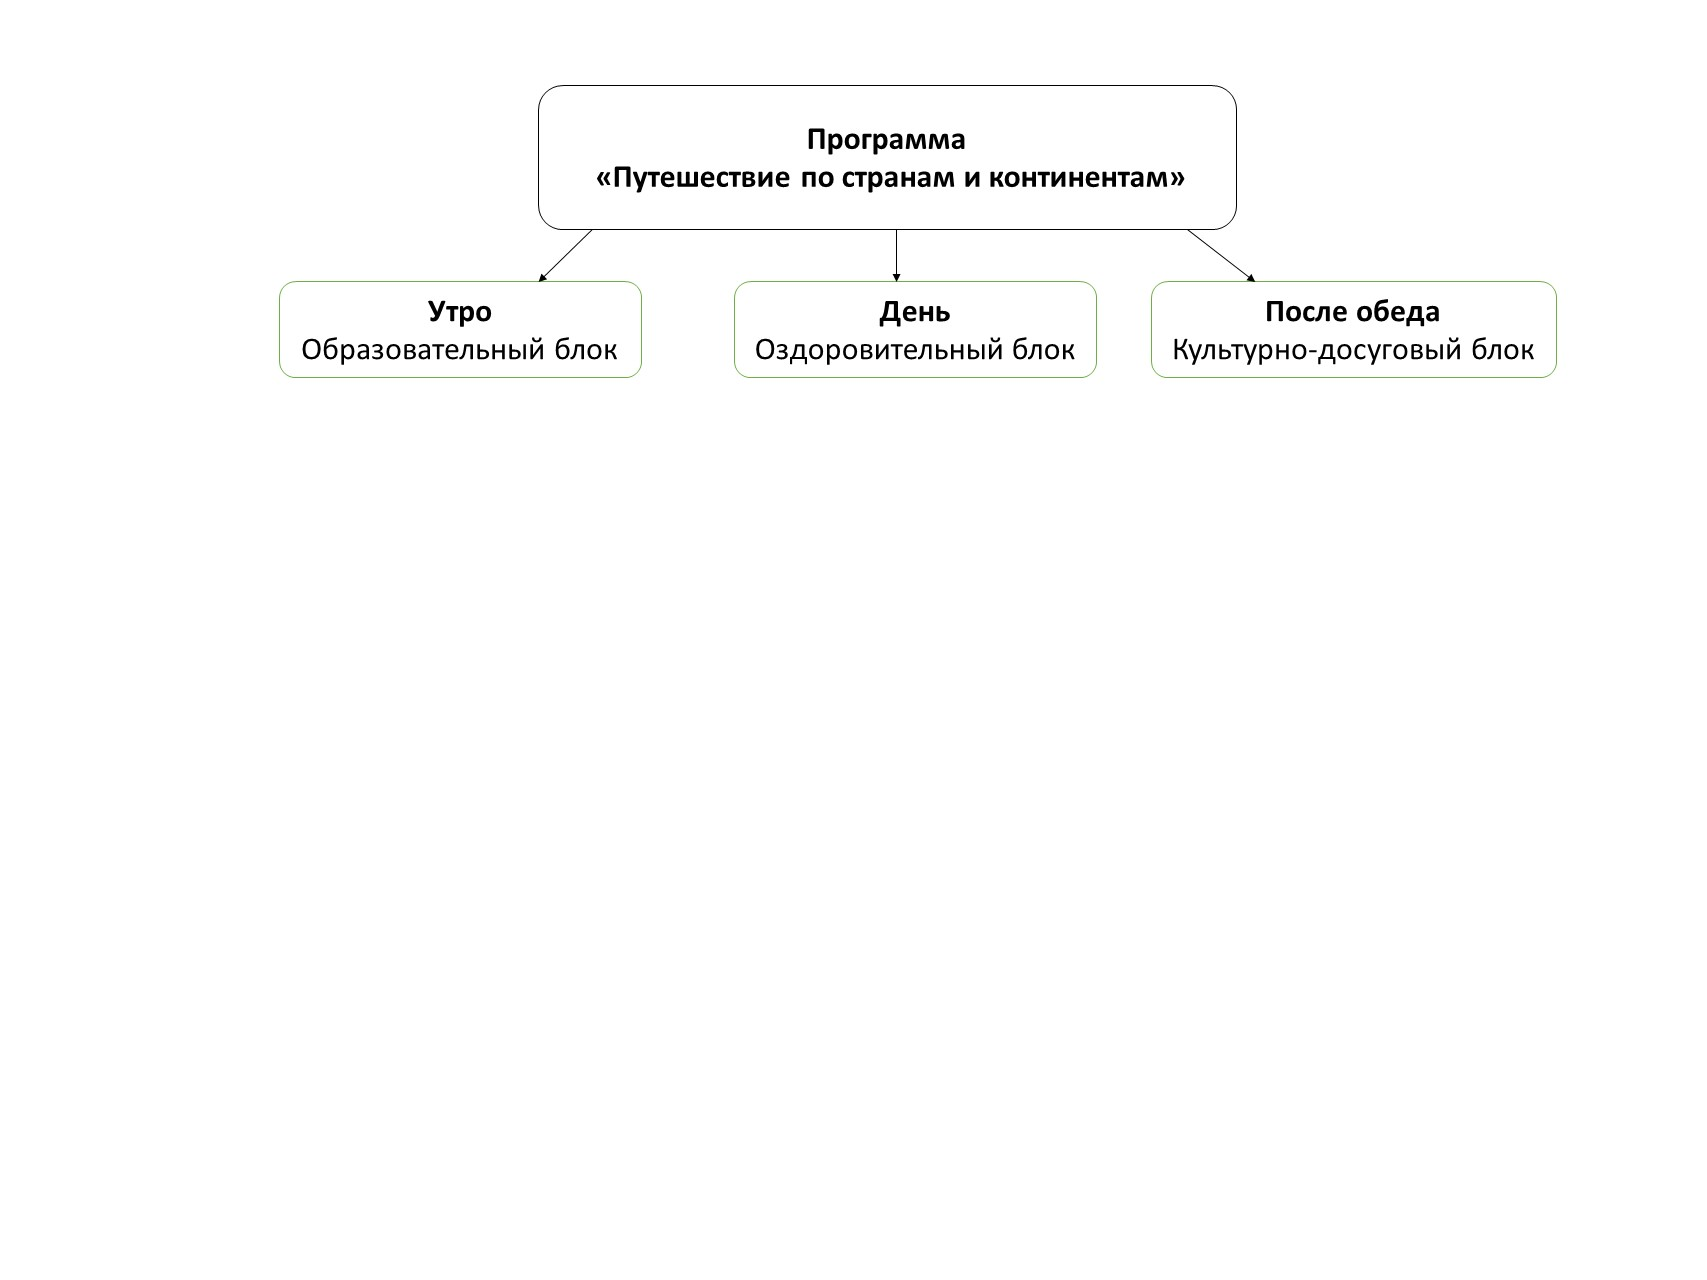 Программа
«Путешествие по странам и континентам»
Утро
Образовательный блок
День
Оздоровительный блок
После обеда
Культурно-досуговый блок